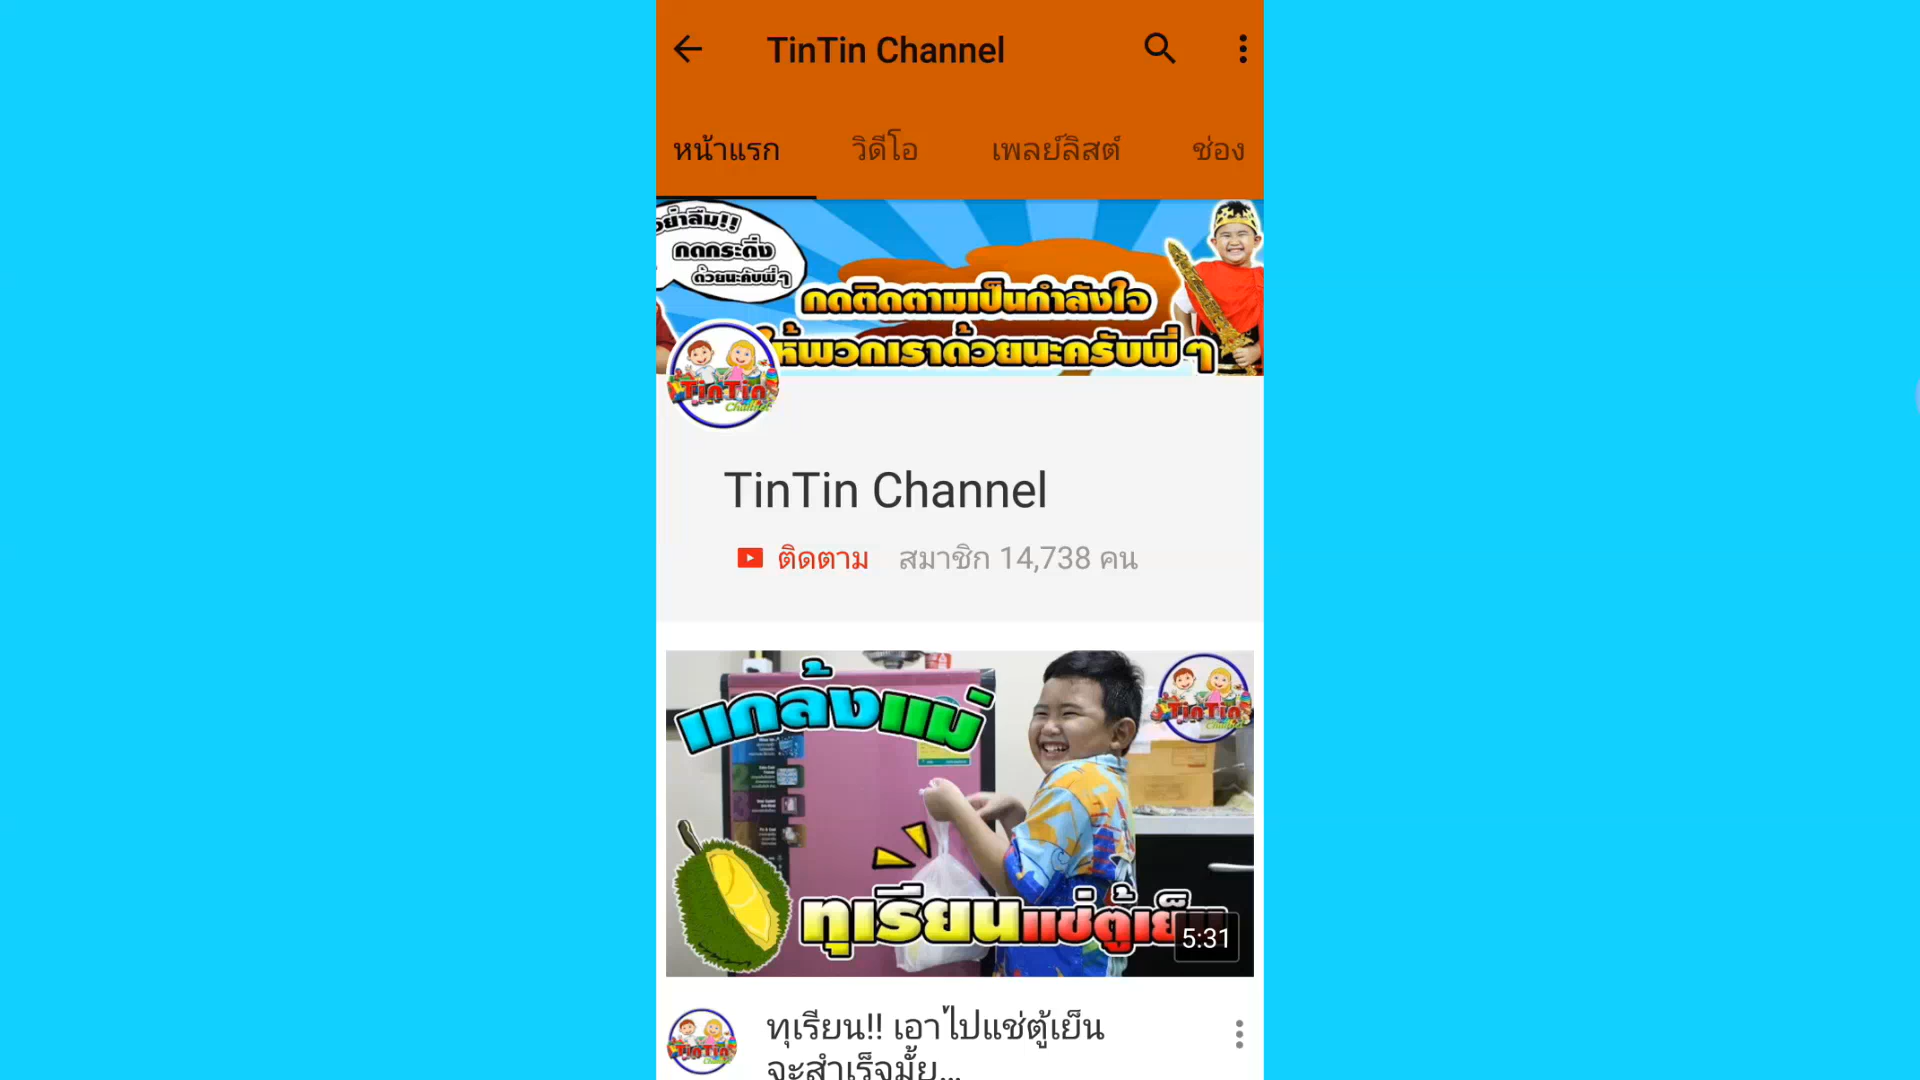 TinTin Channel
หน้าแรก วิดีโอ เพลย์ลิสต์ ช่อง
อย่าลืม!!
กดกระดิ่ง
ด้วยนะคับพี่ๆ
กดติดตามเป็นกำลังใจ
ให้พวกเราด้วยนะครับพี่ ๆ
TinTin
Channel
TinTin Channel
ติดตาม สมาชิก 14,738 คน
แกล้งแม่
TinTin
Channel
ทุเรียนแช่ตู้เย็น
5:31
TinTin
Channel
ทุเรียน!! เอาไปแช่ตู้เย็น
จะสำเร็จมั้ย...